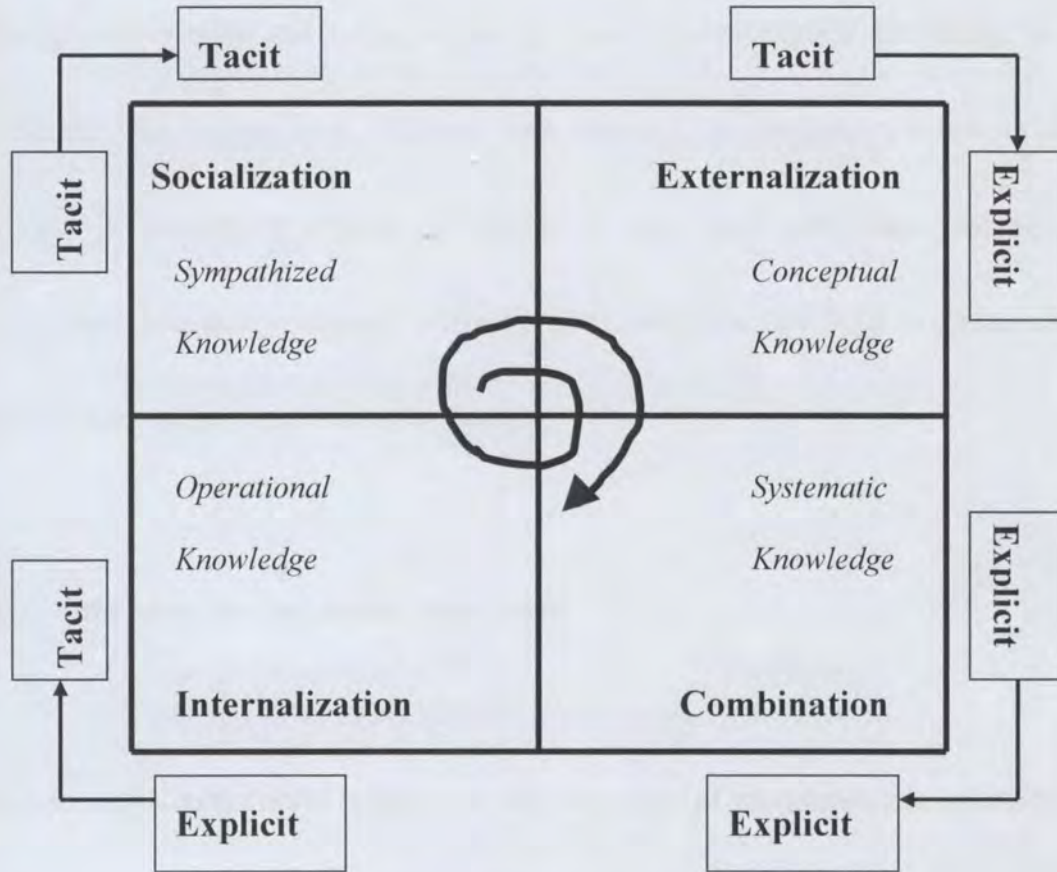 Tacit
Tacit
Tacit
Explicit
Socialization
Externalization
Sympathized
Knowledge
Conceptual
Knowledge
Operational
Knowledge
Systematic
Knowledge
Tacit
Explicit
Internalization
Combination
Explicit
Explicit